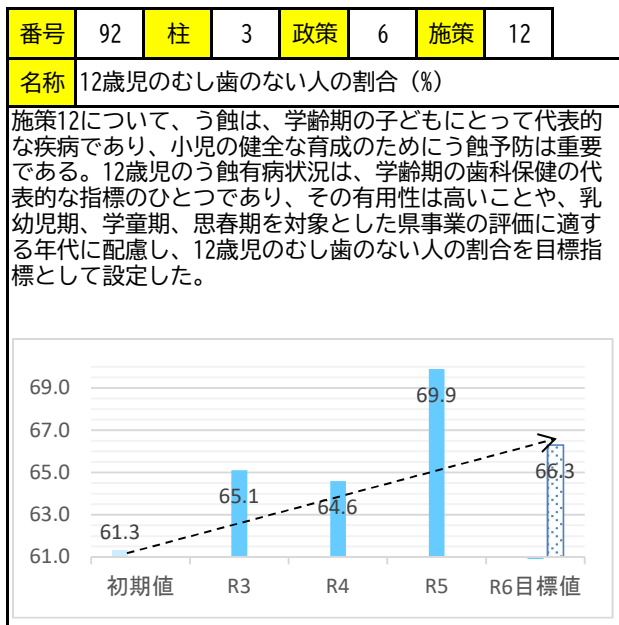 番号 92 柱 3 政策 6 施策 12
名称 12歳児のむし歯のない人の割合（%）
施策12について、う蝕は、学齢期の子どもにとって代表的
な疾病であり、小児の健全な育成のためにう蝕予防は重要
である。12歳児のう蝕有病状況は、学齢期の歯科保健の代
表的な指標のひとつであり、その有用性は高いことや、乳
幼児期、学童期、思春期を対象とした県事業の評価に適す
る年代に配慮し、12歳児のむし歯のない人の割合を目標指
標として設定した。
69.0
67.0
65.0
63.0
61.0
61.3
65.1
64.6
69.9
66.3
初期値 R3 R4 R5 R6目標値